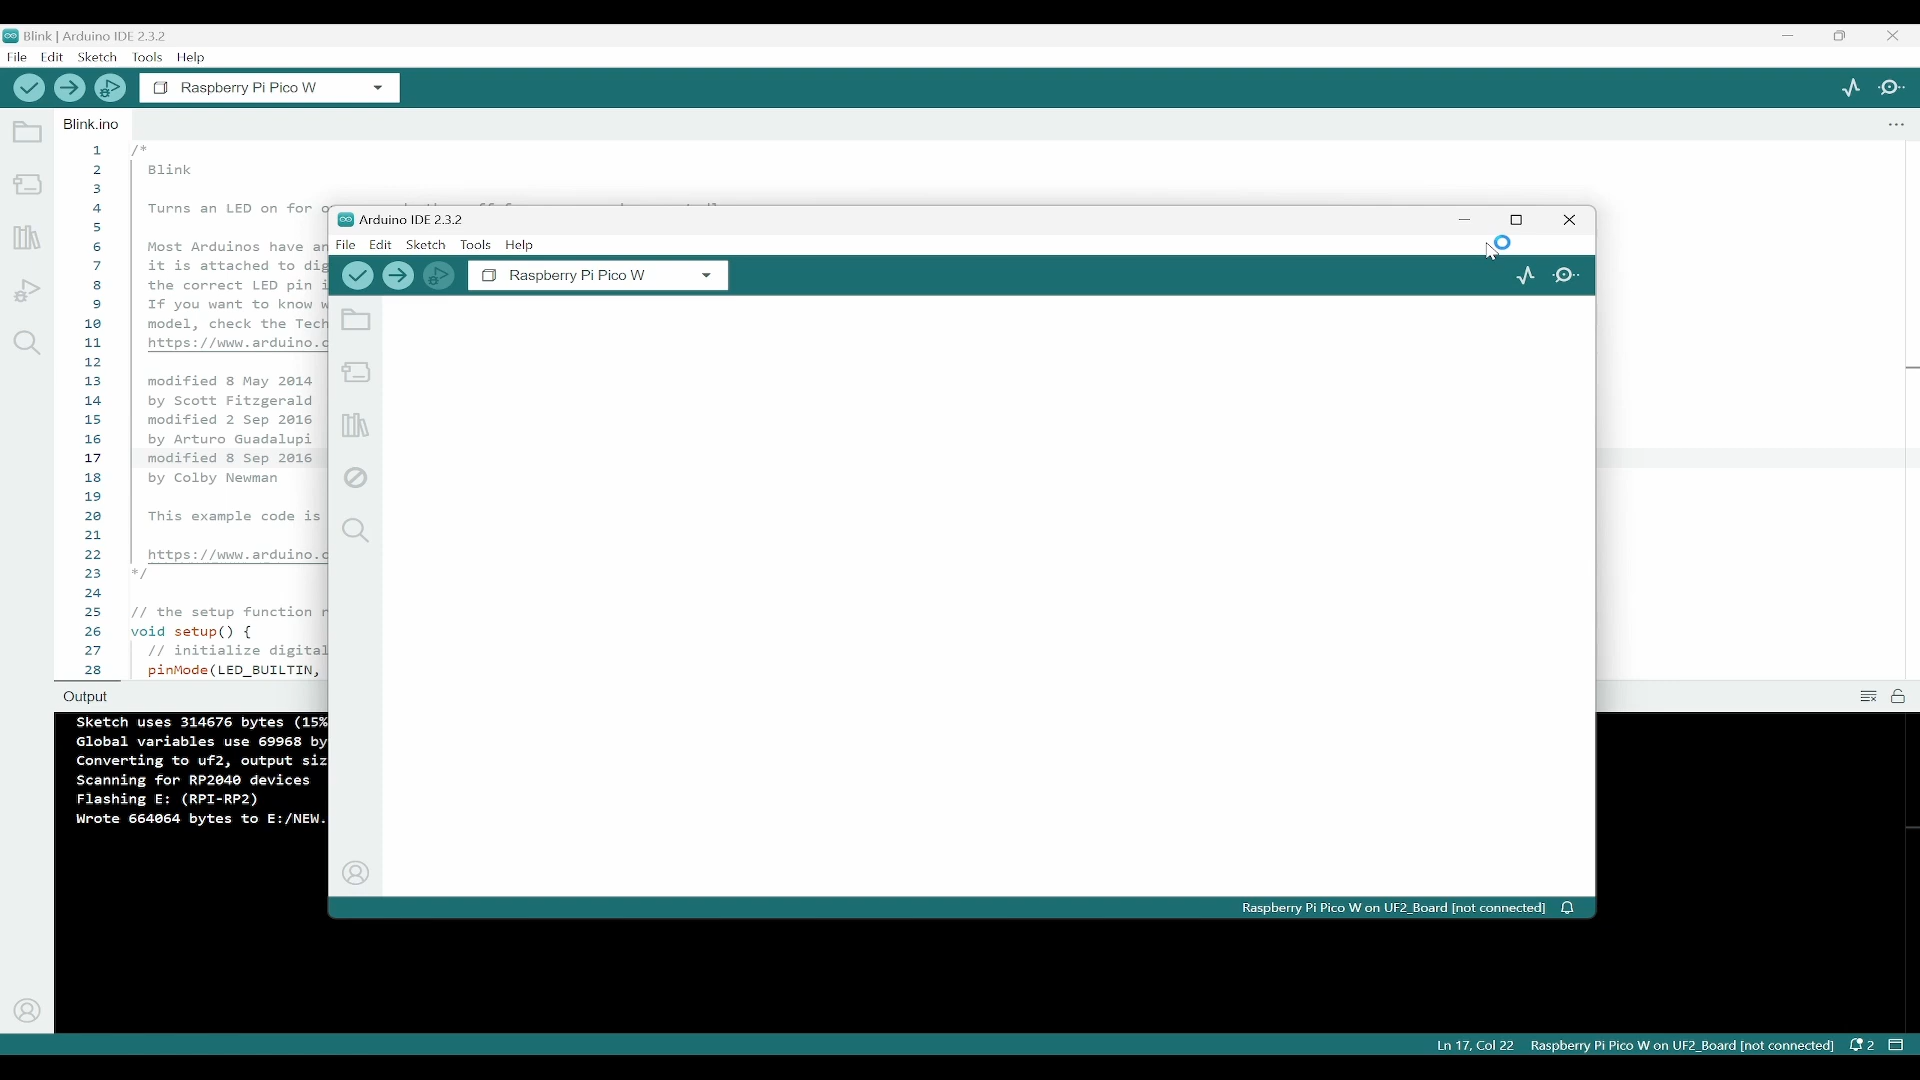 Blink | Arduino IDE 2.3.2
File Edit Sketch Tools Help
Raspberry Pi Pico W
Blink.ino
1 /*
2 Blink
3
4 Turns an LED on for
5
6 Most Arduinos have an
7 it is attached to dig
8 the correct LED pin
9 If you want to know
10 model, check the Tech
11 https://www.arduino.c
12
13 modified 8 May 2014
14 by Scott Fitzgerald
15 modified 2 Sep 2016
16 by Arturo Guadalupi
17 modified 8 Sep 2016
18 by Colby Newman
19
20 This example code is
21
22 https://www.arduino.c
23 */
24
25 // the setup function
26 void setup() {
27 // initialize digital
28 pinMode(LED_BUILTIN,
Output
Sketch uses 314676 bytes (15%
Global variables use 69968 by
Converting to uf2, output siz
Scanning for RP2040 devices
Flashing E: (RPI-RP2)
Wrote 664064 bytes to E:/NEW.
Arduino IDE 2.3.2
File Edit Sketch Tools Help
Raspberry Pi Pico W
Raspberry Pi Pico W on UF2_Board [not connected]
Ln 17, Col 22 Raspberry Pi Pico W on UF2_Board [not connected] 2